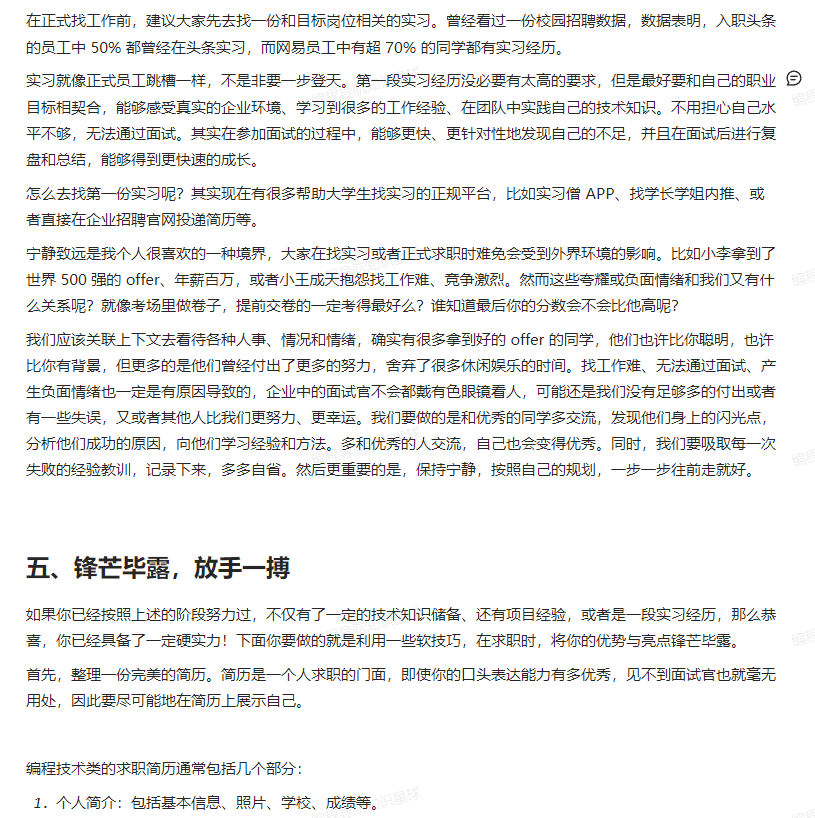 在正式找工作前，建议大家先去找一份和目标岗位相关的实习。曾经看过一份校园招聘数据，数据表明，入职头条
的员工中 50% 都曾经在头条实习，而网易员工中有超 70% 的同学都有实习经历。
实习就像正式员工跳槽一样，不是非要一步登天。第一段实习经历没必要有太高的要求，但是最好要和自己的职业
目标相契合，能够感受真实的企业环境、学习到很多的工作经验、在团队中实践自己的技术知识。不用担心自己水
平不够，无法通过面试。其实在参加面试的过程中，能够更快、更针对性地发现自己的不足，并且在面试后进行复
盘和总结，能够得到更快速的成长。
怎么去找第一份实习呢？其实现在有很多帮助大学生找实习的正规平台，比如实习僧 APP、找学长学姐内推、或
者直接在企业招聘官网投递简历等。
宁静致远是我个人很喜欢的一种境界，大家在找实习或者正式求职时难免会受到外界环境的影响。比如小李拿到了
世界 500 强的 offer、年薪百万，或者小王成天抱怨找工作难、竞争激烈。然而这些夸耀或负面情绪和我们又有什
么关系呢？就像考场里做卷子，提前交卷的一定考得最好么？谁知道最后你的分数会不会比他高呢？
我们应该关联上下文去看待各种人事、情况和情绪，确实有很多拿到好的 offer 的同学，他们也许比你聪明，也许
比你有背景，但更多的是他们曾经付出了更多的努力，舍弃了很多休闲娱乐的时间。找工作难、无法通过面试、产
生负面情绪也一定是有原因导致的，企业中的面试官不会都戴有色眼镜看人，可能还是我们没有足够多的付出或者
有一些失误，又或者其他人比我们更努力、更幸运。我们要做的是和优秀的同学多交流，发现他们身上的闪光点，
分析他们成功的原因，向他们学习经验和方法。多和优秀的人交流，自己也会变得优秀。同时，我们要吸取每一次
失败的经验教训，记录下来，多多自省。然后更重要的是，保持宁静，按照自己的规划，一步一步往前走就好。
五、锋芒毕露，放手一搏
如果你已经按照上述的阶段努力过，不仅有了一定的技术知识储备、还有项目经验，或者是一段实习经历，那么恭
喜，你已经具备了一定硬实力！下面你要做的就是利用一些软技巧，在求职时，将你的优势与亮点锋芒毕露。
首先，整理一份完美的简历。简历是一个人求职的门面，即使你的口头表达能力有多优秀，见不到面试官也就毫无
用处，因此要尽可能地在简历上展示自己。
编程技术类的求职简历通常包括几个部分：
1. 个人简介：包括基本信息、照片、学校、成绩等。